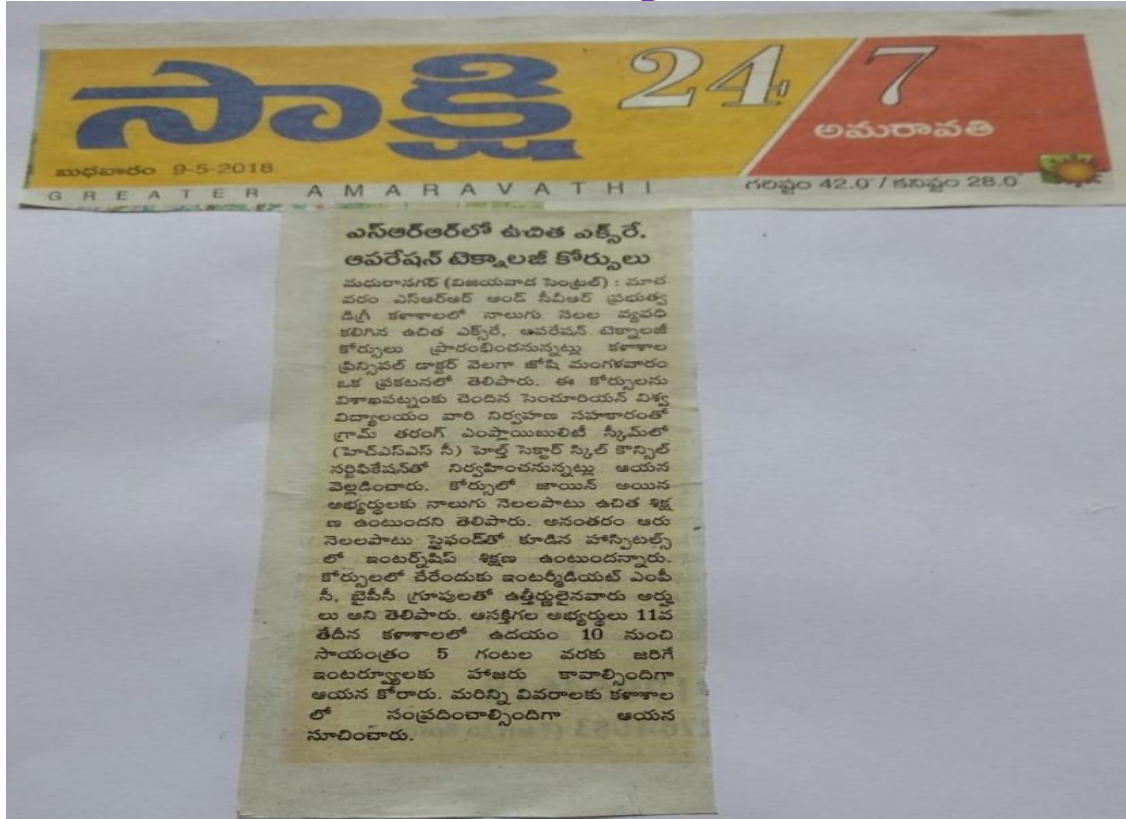 సాక్షి 24/7
అమరావతి
బుధవారం 9-5-2018
GREATER AMARAVATHI గరిష్టం 42.0°/ కనిష్టం 28.0°
ఎస్ఆర్ఆర్‌లో ఉచిత ఎక్స్‌రే,
ఆపరేషన్ టెక్నాలజీ కోర్సులు
మధురానగర్ (విజయవాడ సెంట్రల్) : మాచ
వరం ఎస్ఆర్ఆర్ అండ్ సీవీఆర్ ప్రభుత్వ
డిగ్రీ కళాశాలలో నాలుగు నెలల వ్యవధి
కలిగిన ఉచిత ఎక్స్‌రే, ఆపరేషన్ టెక్నాలజీ
కోర్సులు ప్రారంభించనున్నట్లు కళాశాల
ప్రిన్సిపల్ డాక్టర్ వెలగా జోషి మంగళవారం
ఒక ప్రకటనలో తెలిపారు. ఈ కోర్సులను
విశాఖపట్నంకు చెందిన సెంచూరియన్ విశ్వ
విద్యాలయం వారి నిర్వహణ సహకారంతో
గ్రామ్ తరంగ్ ఎంప్లాయిబులిటీ స్కీమ్‌లో
(హెచ్ఎస్ఎస్ సీ) హెల్త్ సెక్టార్ స్కిల్ కౌన్సిల్
సర్టిఫికేషన్‌తో నిర్వహించనున్నట్లు ఆయన
వెల్లడించారు. కోర్సులో జాయిన్ అయిన
అభ్యర్థులకు నాలుగు నెలలపాటు ఉచిత శిక్ష
ణ ఉంటుందని తెలిపారు. అనంతరం ఆరు
నెలలపాటు స్టైఫండ్‌తో కూడిన హాస్పిటల్స్
లో ఇంటర్న్‌షిప్ శిక్షణ ఉంటుందన్నారు.
కోర్సులలో చేరేందుకు ఇంటర్మీడియట్ ఎంపీ
సీ, బైపీసీ గ్రూపులతో ఉత్తీర్ణులైనవారు అర్హు
లు అని తెలిపారు. ఆసక్తిగల అభ్యర్థులు 11వ
తేదీన కళాశాలలో ఉదయం 10 నుంచి
సాయంత్రం 5 గంటల వరకు జరిగే
ఇంటర్వ్యూలకు హాజరు కావాల్సిందిగా
ఆయన కోరారు. మరిన్ని వివరాలకు కళాశాల
లో సంప్రదించాల్సిందిగా ఆయన
సూచించారు.